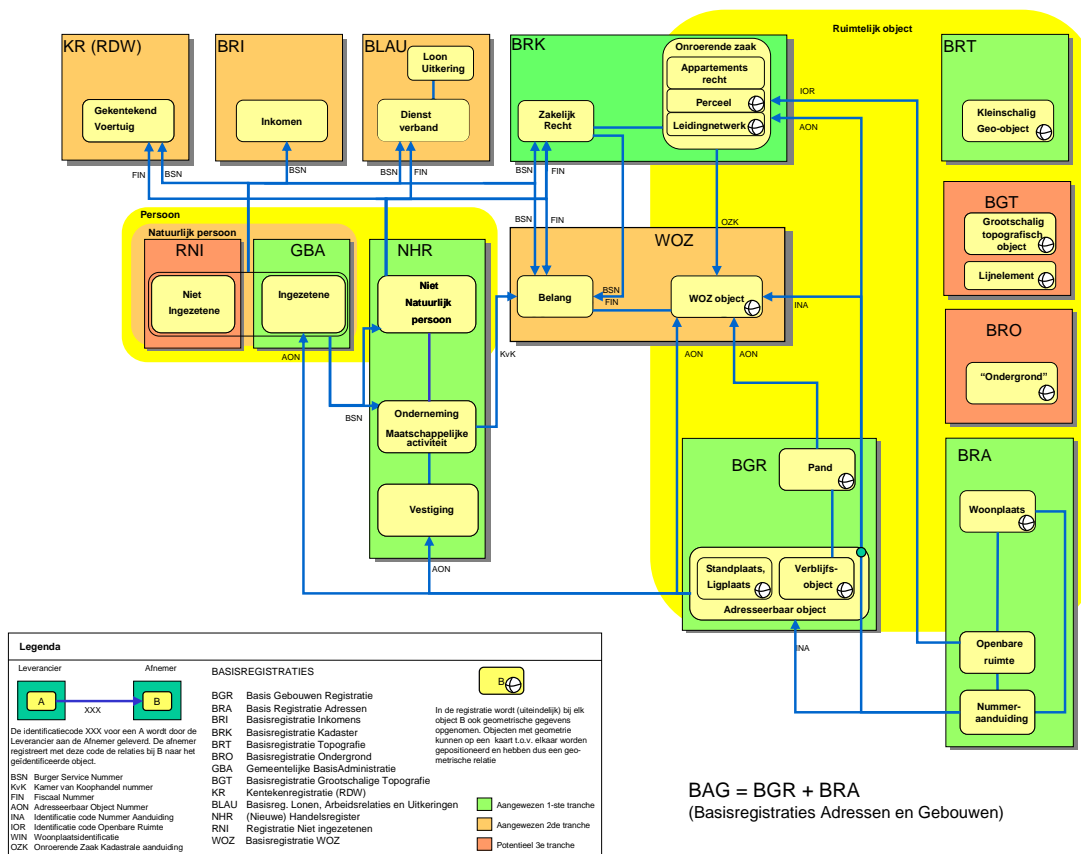 Ruimtelijk object
KR (RDW)
BRI
BLAU
BRK
BRT
Loon
Uitkering
Onroerende zaak
Appartements
recht
Perceel
Leidingnetwerk
Gekentekend
Voertuig
Inkomen
Dienst
verband
Zakelijk
Recht
Kleinschalig
Geo-object
IOR
AON
FIN
BSN
BSN
BSN
FIN
BSN
FIN
BSN
FIN
OZK
BGT
Grootschalig
topografisch
object
Lijnelement
Persoon
Natuurlijk persoon
RNI
GBA
NHR
WOZ
Niet
Ingezetene
Ingezetene
Niet
Natuurlijk
persoon
Belang
BSN
FIN
WOZ object
INA
BRO
“Ondergrond”
AON
KvK
AON
AON
BSN
Onderneming
Maatschappelijke
activiteit
Vestiging
AON
BGR
Pand
Standplaats,
Ligplaats
Verblijfs-
object
Adresseerbaar object
INA
BRA
Woonplaats
Openbare
ruimte
Nummer-
aanduiding
Legenda
Leverancier
Afnemer
A
XXX
B
De identificatiecode XXX voor een A wordt door de
Leverancier aan de Afnemer geleverd. De afnemer
registreert met deze code de relaties bij B naar het
geïdentificeerde object.
BSN Burger Service Nummer
KvK Kamer van Koophandel nummer
FIN Fiscaal Nummer
AON Adresseerbaar Object Nummer
INA Identificatie code Nummer Aanduiding
IOR Identificatie code Openbare Ruimte
WIN Woonplaatsidentificatie
OZK Onroerende Zaak Kadastrale aanduiding
BASISREGISTRATIES
BGR Basis Gebouwen Registratie
BRA Basis Registratie Adressen
BRI Basisregistratie Inkomens
BRK Basisregistratie Kadaster
BRT Basisregistratie Topografie
BRO Basisregistratie Ondergrond
GBA Gemeentelijke BasisAdministratie
BGT Basisregistratie Grootschalige Topografie
KR Kentekenregistratie (RDW)
BLAU Basisreg. Lonen, Arbeidsrelaties en Uitkeringen
NHR (Nieuwe) Handelsregister
RNI Registratie Niet ingezetenen
WOZ Basisregistratie WOZ
B
In de registratie wordt (uiteindelijk) bij elk
object B ook geometrische gegevens
opgenomen. Objecten met geometrie
kunnen op een kaart t.o.v. elkaar worden
gepositioneerd en hebben dus een geo-
metrische relatie
Aangewezen 1-ste tranche
Aangewezen 2de tranche
Potentieel 3e tranche
BAG = BGR + BRA
(Basisregistraties Adressen en Gebouwen)